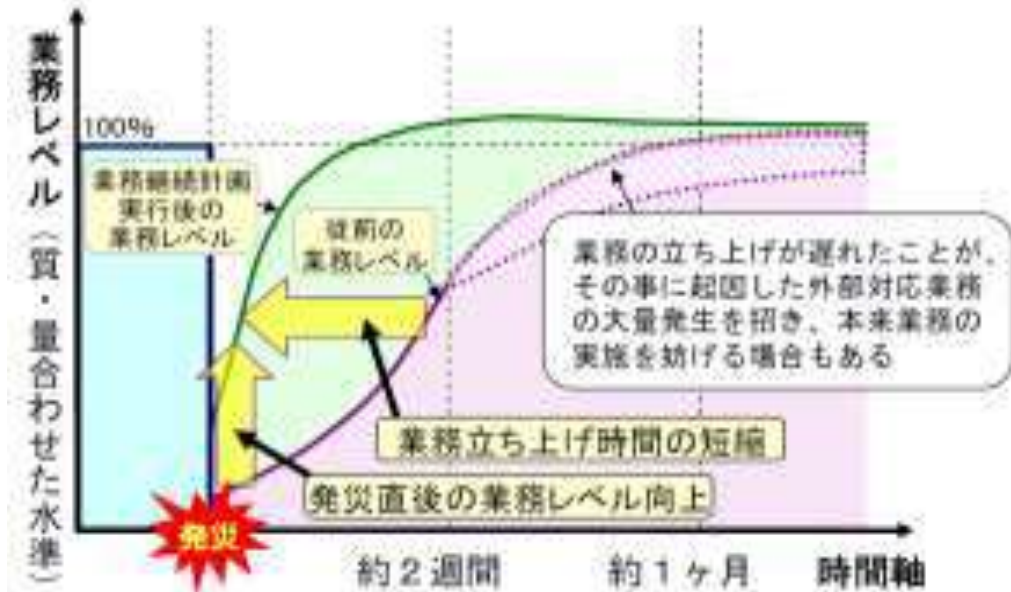 業務レベル（質・量合わせた水準）
100%
業務継続計画
実行後の
業務レベル
従前の
業務レベル
業務の立ち上げが遅れたことが、
その事に起因した外部対応業務
の大量発生を招き、本来業務の
実施を妨げる場合もある
業務立ち上げ時間の短縮
発災直後の業務レベル向上
発災
約２週間
約１ヶ月
時間軸